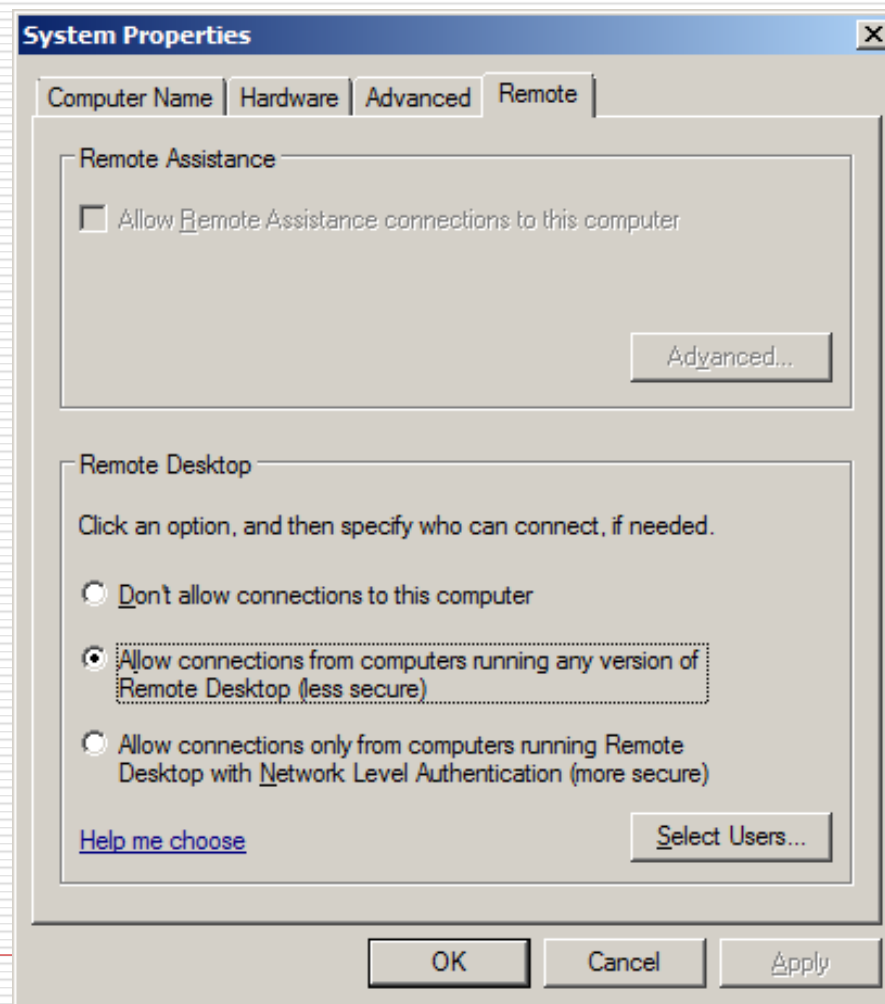 System Properties
Computer Name
Hardware
Advanced
Remote
Remote Assistance
Allow Remote Assistance connections to this computer
Advanced...
Remote Desktop
Click an option, and then specify who can connect, if needed.
Don't allow connections to this computer
Allow connections from computers running any version of
Remote Desktop (less secure)
Allow connections only from computers running Remote
Desktop with Network Level Authentication (more secure)
Help me choose
Select Users...
OK
Cancel
Apply